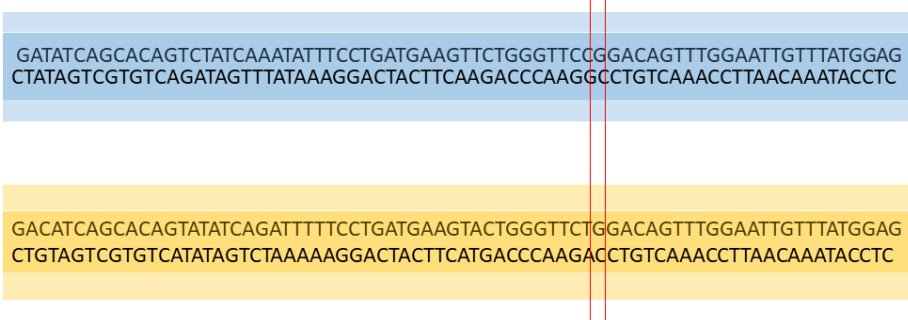 GATATCAGCACAGTCTATCAAATATTTCCTGATGAAGTTCTGGGTTCCGGACAGTTTGGAATTGTTTATGGAG
CTATAGTCGTGTCAGATAGTTTATAAAGGACTACTTCAAGACCCAAGGCCTGTCAAACCTTAACAAATACCTC
GACATCAGCACAGTATATCAGATTTTTCCTGATGAAGTACTGGGTTCTGGACAGTTTGGAATTGTTTATGGAG
CTGTAGTCGTGTCATATAGTCTAAAAAGGACTACTTCATGACCCAAGACCTGTCAAACCTTAACAAATACCTC